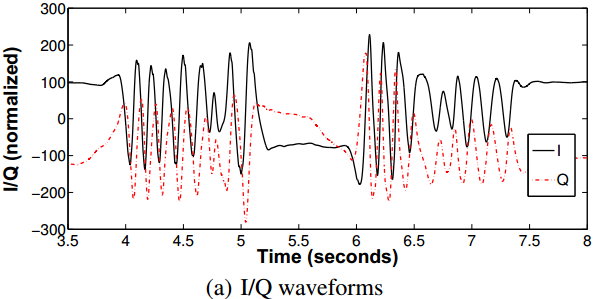 300
200
100
0
-100
-200
-300
I/Q (normalized)
3.5 4 4.5 5 5.5 6 6.5 7 7.5 8
Time (seconds)
I
Q
(a) I/Q waveforms